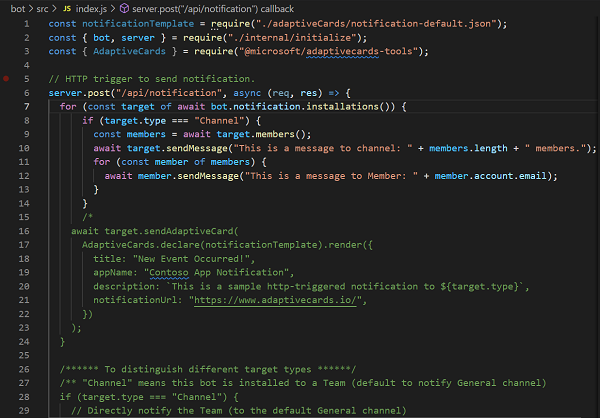 bot > src > JS index.js > server.post("/api/notification") callback
1 const notificationTemplate = require("./adaptiveCards/notification-default.json");
2 const { bot, server } = require("./internal/initialize");
3 const { AdaptiveCards } = require("@microsoft/adaptivecards-tools");
4
5 // HTTP trigger to send notification.
6 server.post("/api/notification", async (req, res) => {
7 for (const target of await bot.notification.installations()) {
8 if (target.type === "Channel") {
9 const members = await target.members();
10 await target.sendMessage("This is a message to channel: " + members.length + " members.");
11 for (const member of members) {
12 await member.sendMessage("This is a message to Member: " + member.account.email);
13 }
14 }
15 /*
16 await target.sendAdaptiveCard(
17 AdaptiveCards.declare(notificationTemplate).render({
18 title: "New Event Occurred!",
19 appName: "Contoso App Notification",
20 description: `This is a sample http-triggered notification to ${target.type}`,
21 notificationUrl: "https://www.adaptivecards.io/",
22 })
23 );
24 }
25
26 /****** To distinguish different target types ******/
27 /** "Channel" means this bot is installed to a Team (default to notify General channel)
28 if (target.type === "Channel") {
29 // Directly notify the Team (to the default General channel)